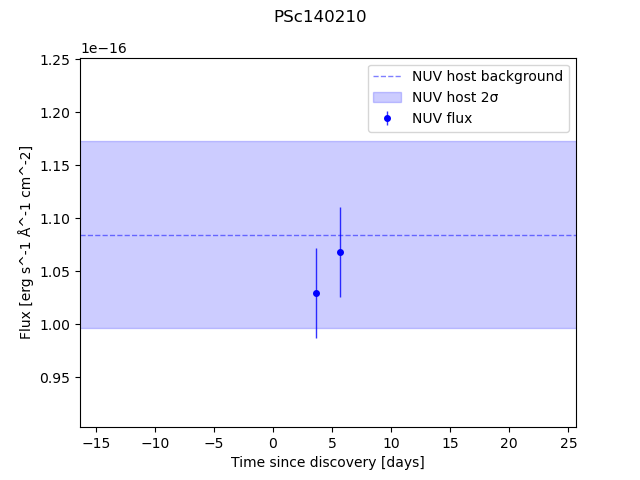 PSc140210
1e−16
1.25
1.20
1.15
1.10
1.05
1.00
0.95
Flux [erg s^-1 Å^-1 cm^-2]
NUV host background
NUV host 2σ
NUV flux
−15 −10 −5 0 5 10 15 20 25
Time since discovery [days]